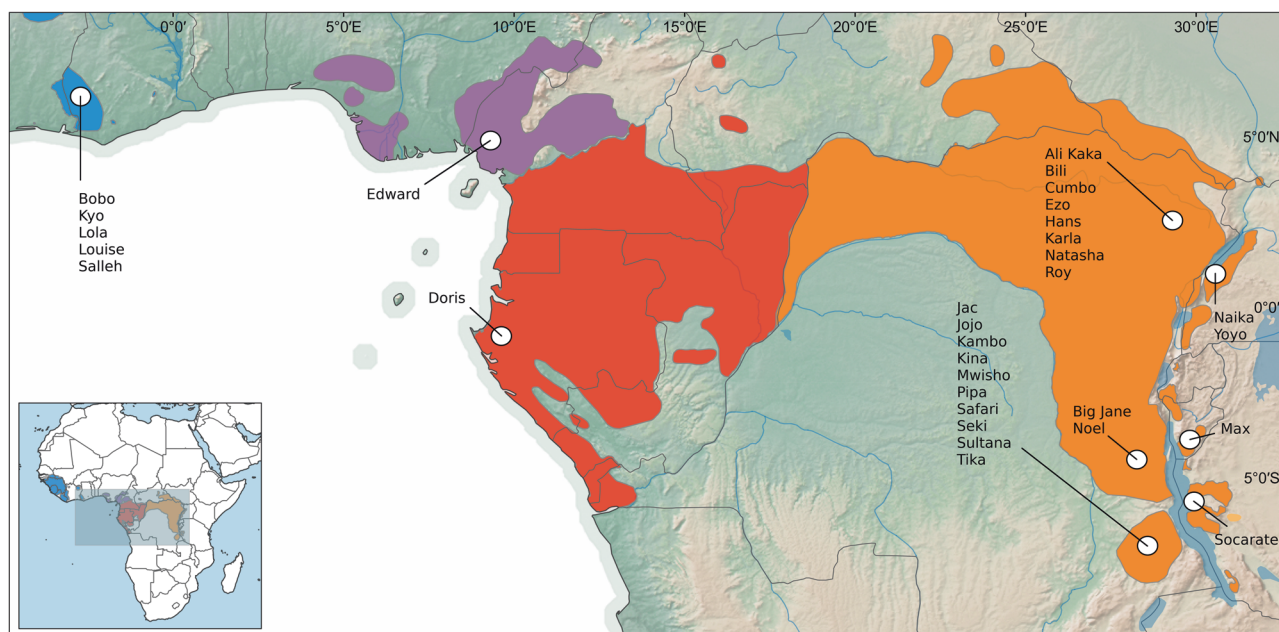 0°0′ 5°0′E 10°0′E 15°0′E 20°0′E 25°0′E 30°0′E
5°0′N
0°0′
5°0′S
Bobo
Kyo
Lola
Louise
Salleh
Edward
Doris
Ali Kaka
Bili
Cumbo
Ezo
Hans
Karla
Natasha
Roy
Naika
Yoyo
Jac
Jojo
Kambo
Kina
Mwisho
Pipa
Safari
Seki
Sultana
Tika
Big Jane
Noel
Max
Socarate